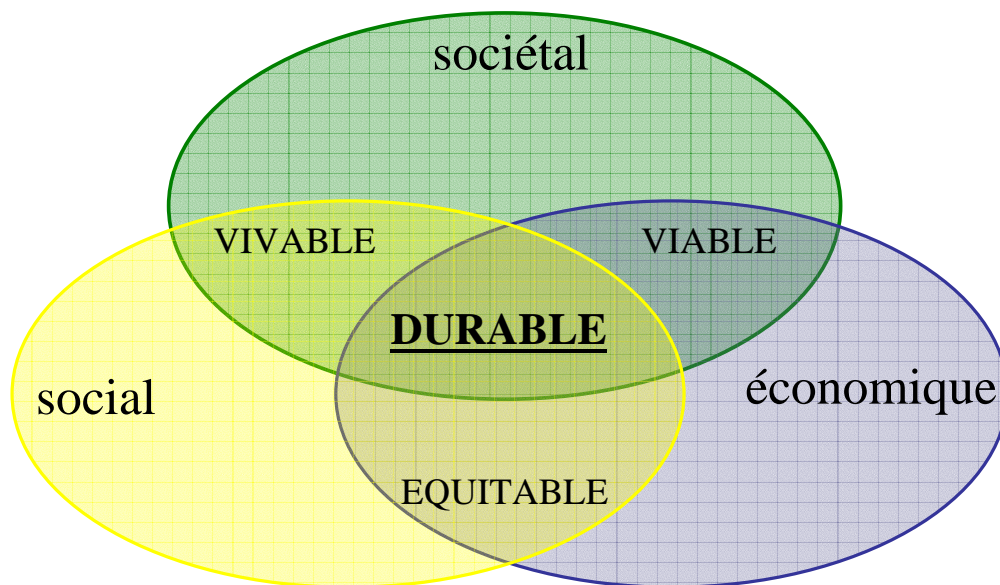 sociétal
VIVABLE
VIABLE
DURABLE
social
économique
EQUITABLE